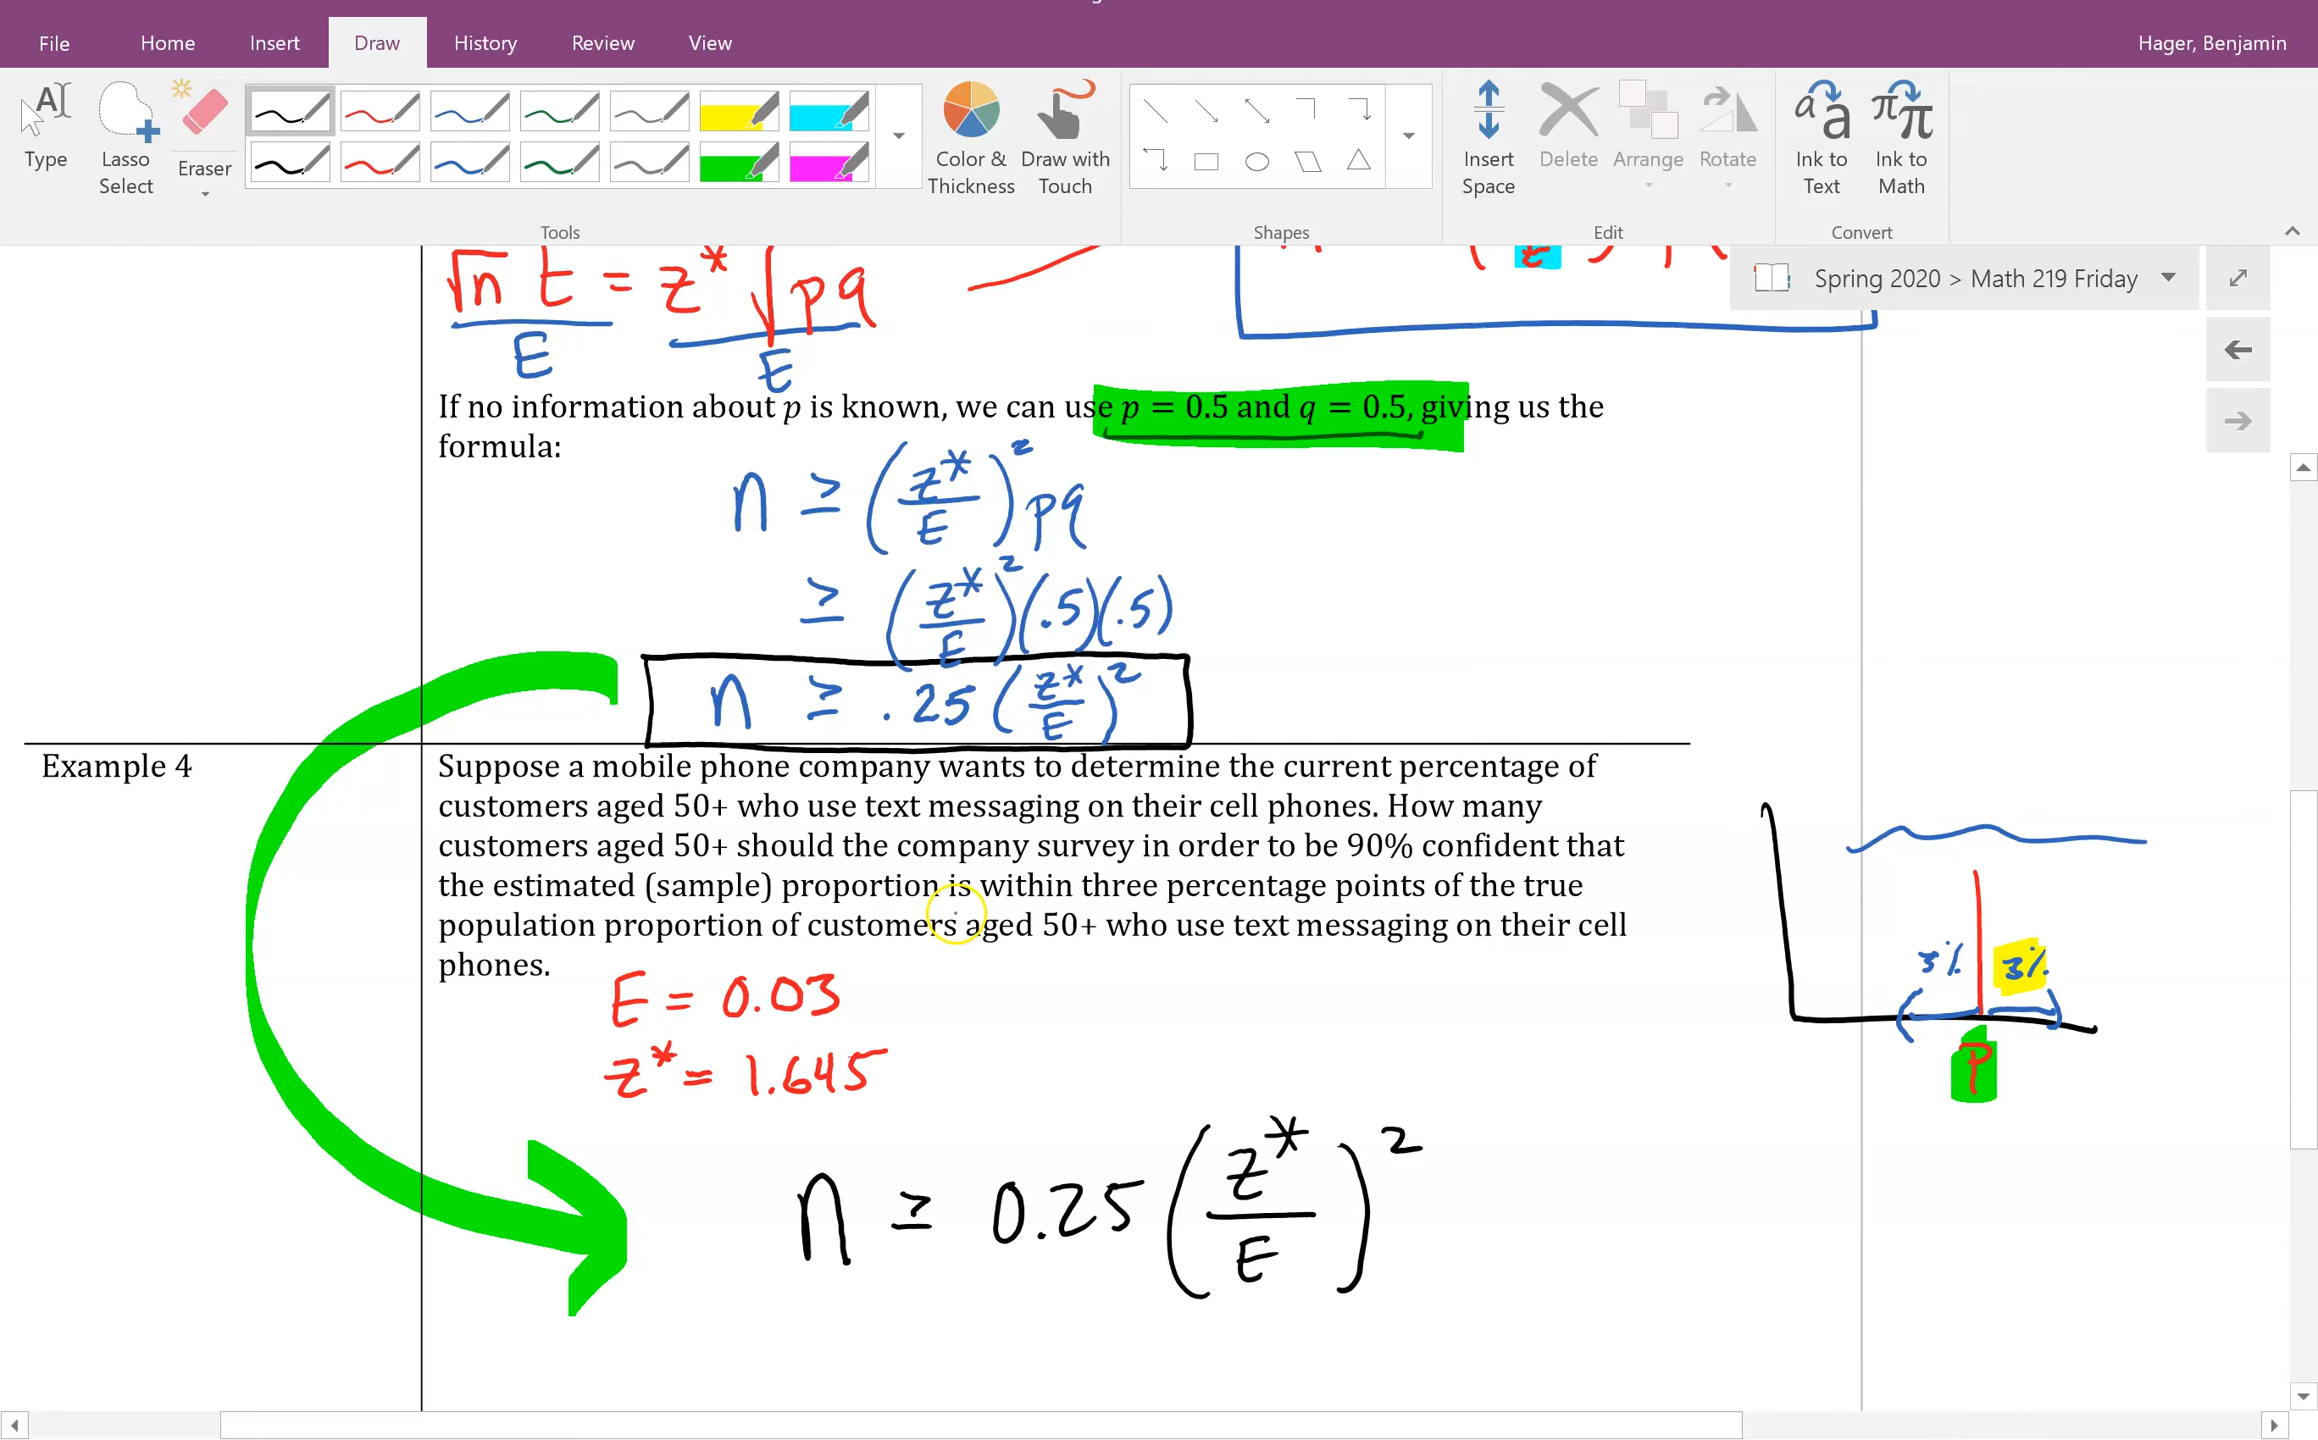 File Home Insert Draw History Review View Hager, Benjamin
Type Lasso Select Eraser Color & Thickness Draw with Touch Insert Space Delete Arrange Rotate Ink to Text Ink to Math
Tools Shapes Edit Convert
Spring 2020 > Math 219 Friday
√n E = z* √pq
E E
If no information about p is known, we can use p = 0.5 and q = 0.5, giving us the
formula:
n ≥ (z*/E)² pq
≥ (z*/E)² (.5)(.5)
n ≥ .25 (z*/E)²
Example 4
Suppose a mobile phone company wants to determine the current percentage of
customers aged 50+ who use text messaging on their cell phones. How many
customers aged 50+ should the company survey in order to be 90% confident that
the estimated (sample) proportion is within three percentage points of the true
population proportion of customers aged 50+ who use text messaging on their cell
phones.
3% 3%
P
E = 0.03
z* = 1.645
n ≥ 0.25 (z*/E)²